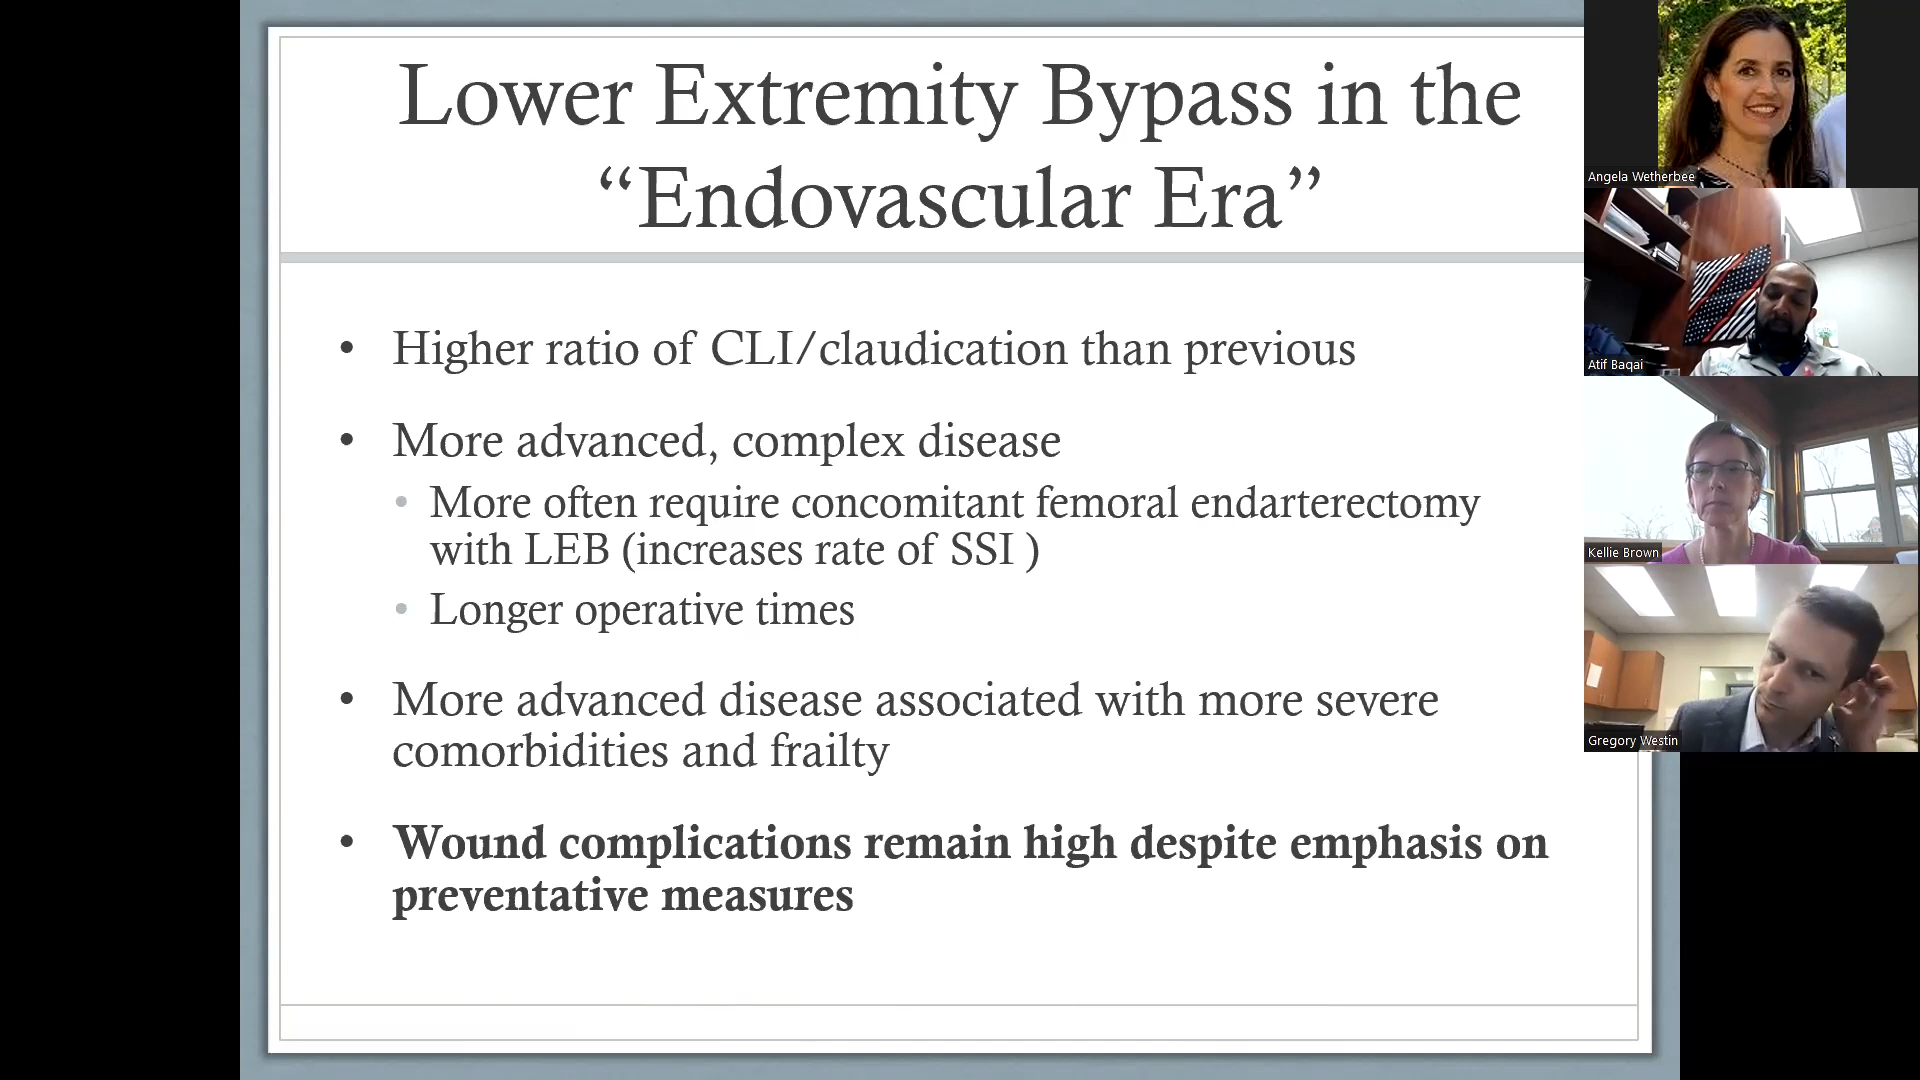 Lower Extremity Bypass in the
“Endovascular Era”
• Higher ratio of CLI/claudication than previous
• More advanced, complex disease
• More often require concomitant femoral endarterectomy
with LEB (increases rate of SSI )
• Longer operative times
• More advanced disease associated with more severe
comorbidities and frailty
• Wound complications remain high despite emphasis on
preventative measures
Angela Wetherbee
Atif Baqai
Kellie Brown
Gregory Westin